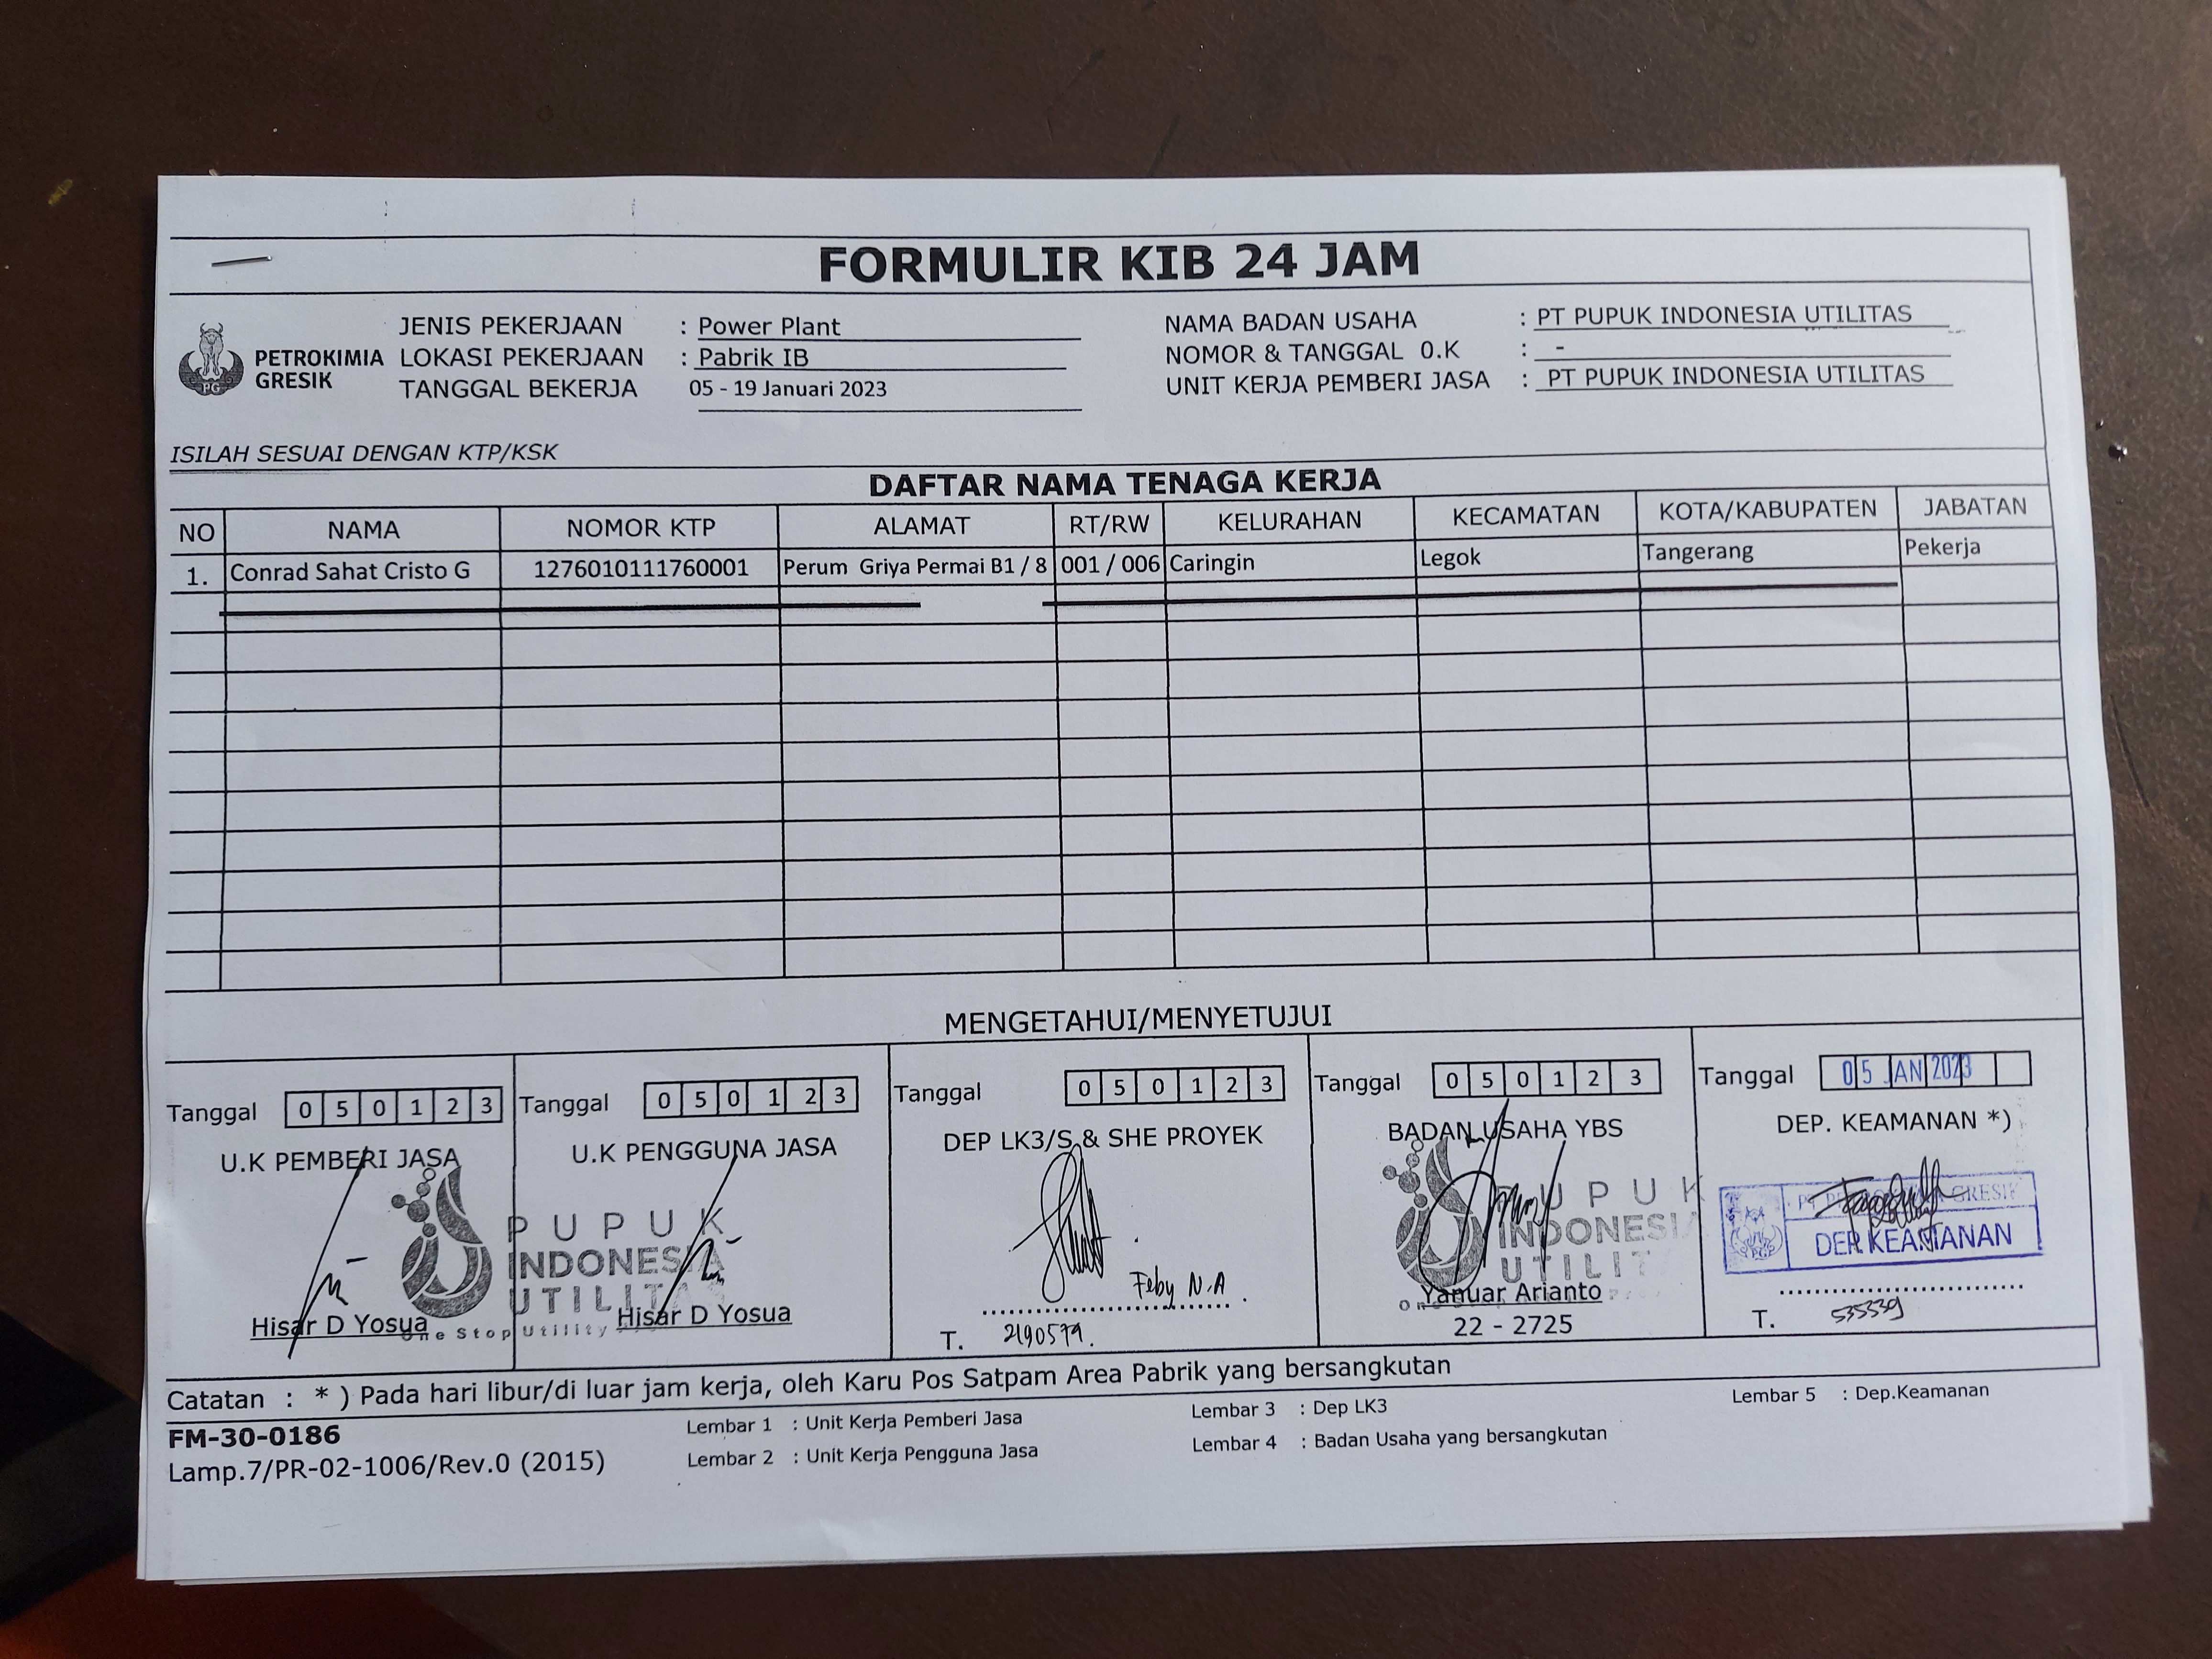 FORMULIR KIB 24 JAM
PETROKIMIA
GRESIK
JENIS PEKERJAAN : Power Plant
LOKASI PEKERJAAN : Pabrik IB
TANGGAL BEKERJA 05 - 19 Januari 2023
NAMA BADAN USAHA : PT PUPUK INDONESIA UTILITAS
NOMOR & TANGGAL O.K : -
UNIT KERJA PEMBERI JASA : PT PUPUK INDONESIA UTILITAS
ISILAH SESUAI DENGAN KTP/KSK
DAFTAR NAMA TENAGA KERJA
NO NAMA NOMOR KTP ALAMAT RT/RW KELURAHAN KECAMATAN KOTA/KABUPATEN JABATAN
1. Conrad Sahat Cristo G 1276010111760001 Perum Griya Permai B1 / 8 001 / 006 Caringin Legok Tangerang Pekerja
MENGETAHUI/MENYETUJUI
Tanggal 0 5 0 1 2 3
U.K PEMBERI JASA
Hisar D Yosua
Tanggal 0 5 0 1 2 3
U.K PENGGUNA JASA
PUPUK
INDONESIA
UTILITA
One Stop Utility
Hisar D Yosua
Tanggal 0 5 0 1 2 3
DEP LK3/S,& SHE PROYEK
Feby N.A
T. 2190579
Tanggal 0 5 0 1 2 3
BADAN USAHA YBS
PUPUK
INDONESIA
UTILIT
Yanuar Arianto
22 - 2725
Tanggal 05 JAN 2023
DEP. KEAMANAN *)
DEP.KEAMANAN
T.
Catatan : * ) Pada hari libur/di luar jam kerja, oleh Karu Pos Satpam Area Pabrik yang bersangkutan
FM-30-0186
Lamp.7/PR-02-1006/Rev.0 (2015)
Lembar 1 : Unit Kerja Pemberi Jasa
Lembar 2 : Unit Kerja Pengguna Jasa
Lembar 3 : Dep LK3
Lembar 4 : Badan Usaha yang bersangkutan
Lembar 5 : Dep.Keamanan